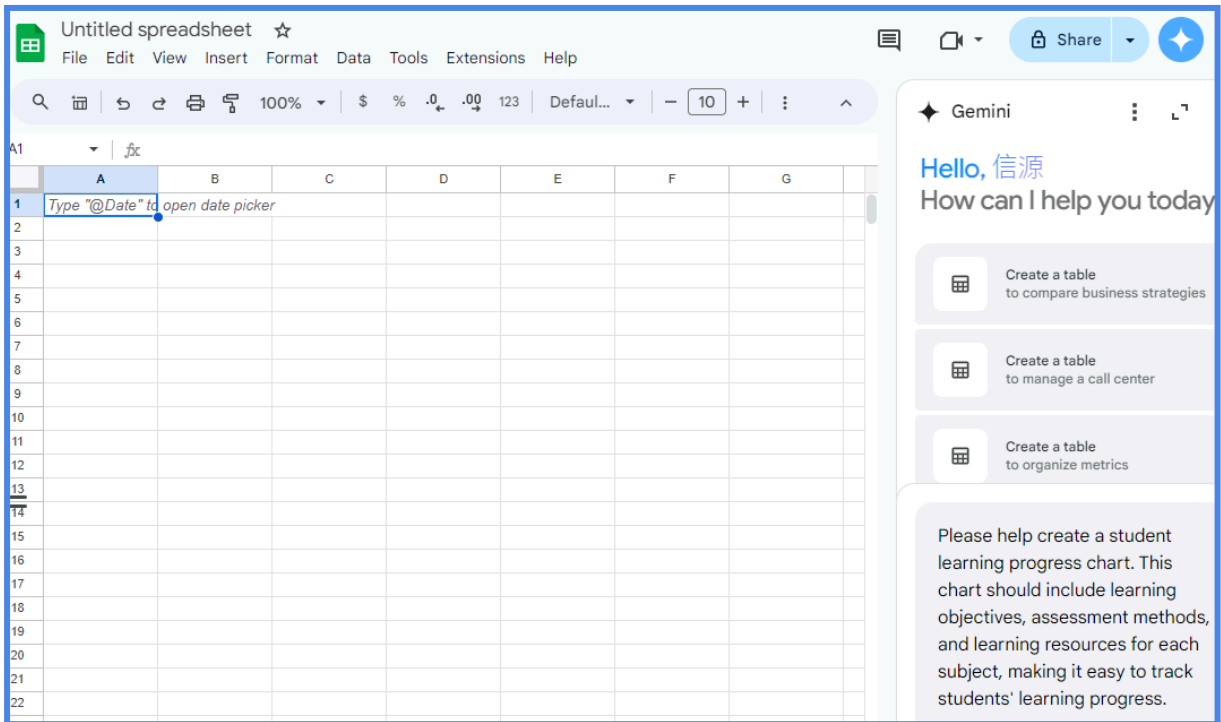 Untitled spreadsheet
File Edit View Insert Format Data Tools Extensions Help
Share
100% $ % .0 .00 123 Defaul... 10
A1 fx
A B C D E F G
1 Type "@Date" to open date picker
2
3
4
5
6
7
8
9
10
11
12
13
14
15
16
17
18
19
20
21
22
Gemini
Hello, 信源
How can I help you today
Create a table
to compare business strategies
Create a table
to manage a call center
Create a table
to organize metrics
Please help create a student
learning progress chart. This
chart should include learning
objectives, assessment methods,
and learning resources for each
subject, making it easy to track
students' learning progress.